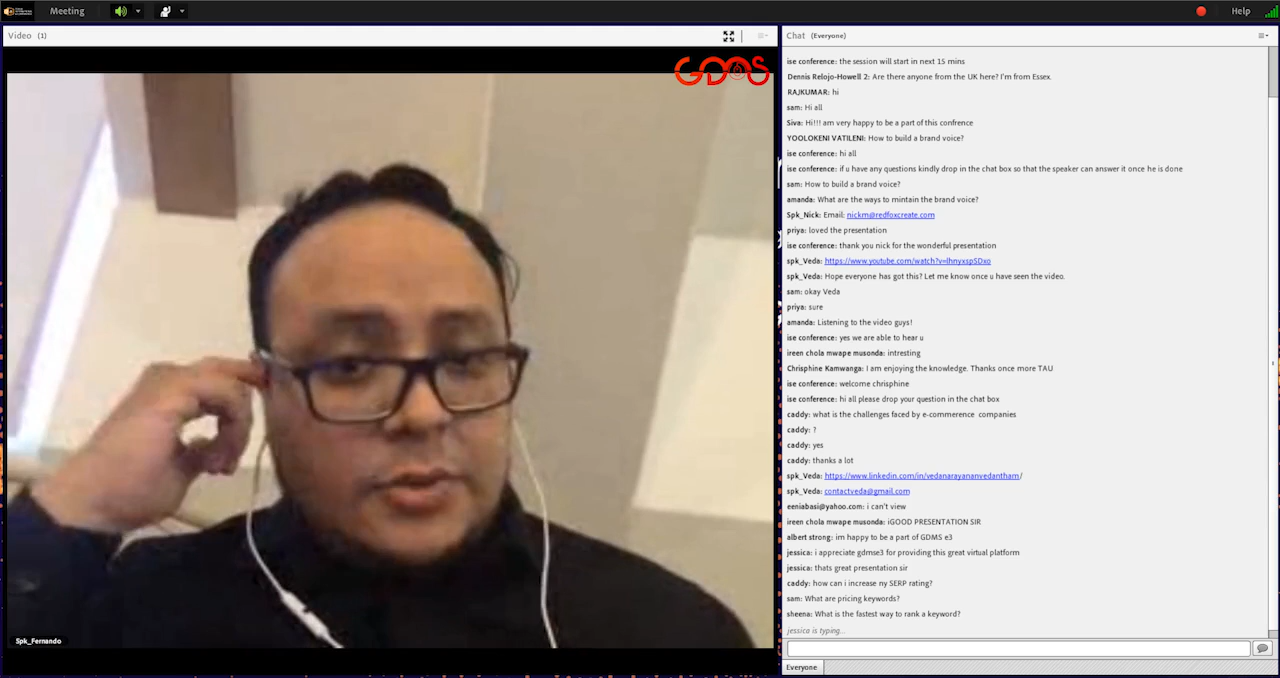 Meeting
Help
Video (1)
GDMS
Spk_Fernando
Chat (Everyone)
ise conference: the session will start in next 15 mins
Dennis Relojo-Howell 2: Are there anyone from the UK here? I'm from Essex.
RAJKUMAR: hi
sam: Hi all
Siva: Hi!!! am very happy to be a part of this confrence
YOOLOKENI VATILENI: How to build a brand voice?
ise conference: hi all
ise conference: if u have any questions kindly drop in the chat box so that the speaker can answer it once he is done
sam: How to build a brand voice?
amanda: What are the ways to mintain the brand voice?
Spk_Nick: Email: nickm@redfoxcreate.com
priya: loved the presentation
ise conference: thank you nick for the wonderful presentation
spk_Veda: https://www.youtube.com/watch?v=lhnyxspSDxo
spk_Veda: Hope everyone has got this? Let me know once u have seen the video.
sam: okay Veda
priya: sure
amanda: Listening to the video guys!
ise conference: yes we are able to hear u
ireen chola mwape musonda: intresting
Chrisphine Kamwanga: I am enjoying the knowledge. Thanks once more TAU
ise conference: welcome chrisphine
ise conference: hi all please drop your question in the chat box
caddy: what is the challenges faced by e-commerence companies
caddy: ?
caddy: yes
caddy: thanks a lot
spk_Veda: https://www.linkedin.com/in/vedanarayananvedantham/
spk_Veda: contactveda@gmail.com
eeniabasi@yahoo.com: i can't view
ireen chola mwape musonda: iGOOD PRESENTATION SIR
albert strong: im happy to be a part of GDMS e3
jessica: i appreciate gdmse3 for providing this great virtual platform
jessica: thats great presentation sir
caddy: how can i increase ny SERP rating?
sam: What are pricing keywords?
sheena: What is the fastest way to rank a keyword?
jessica is typing...
Everyone